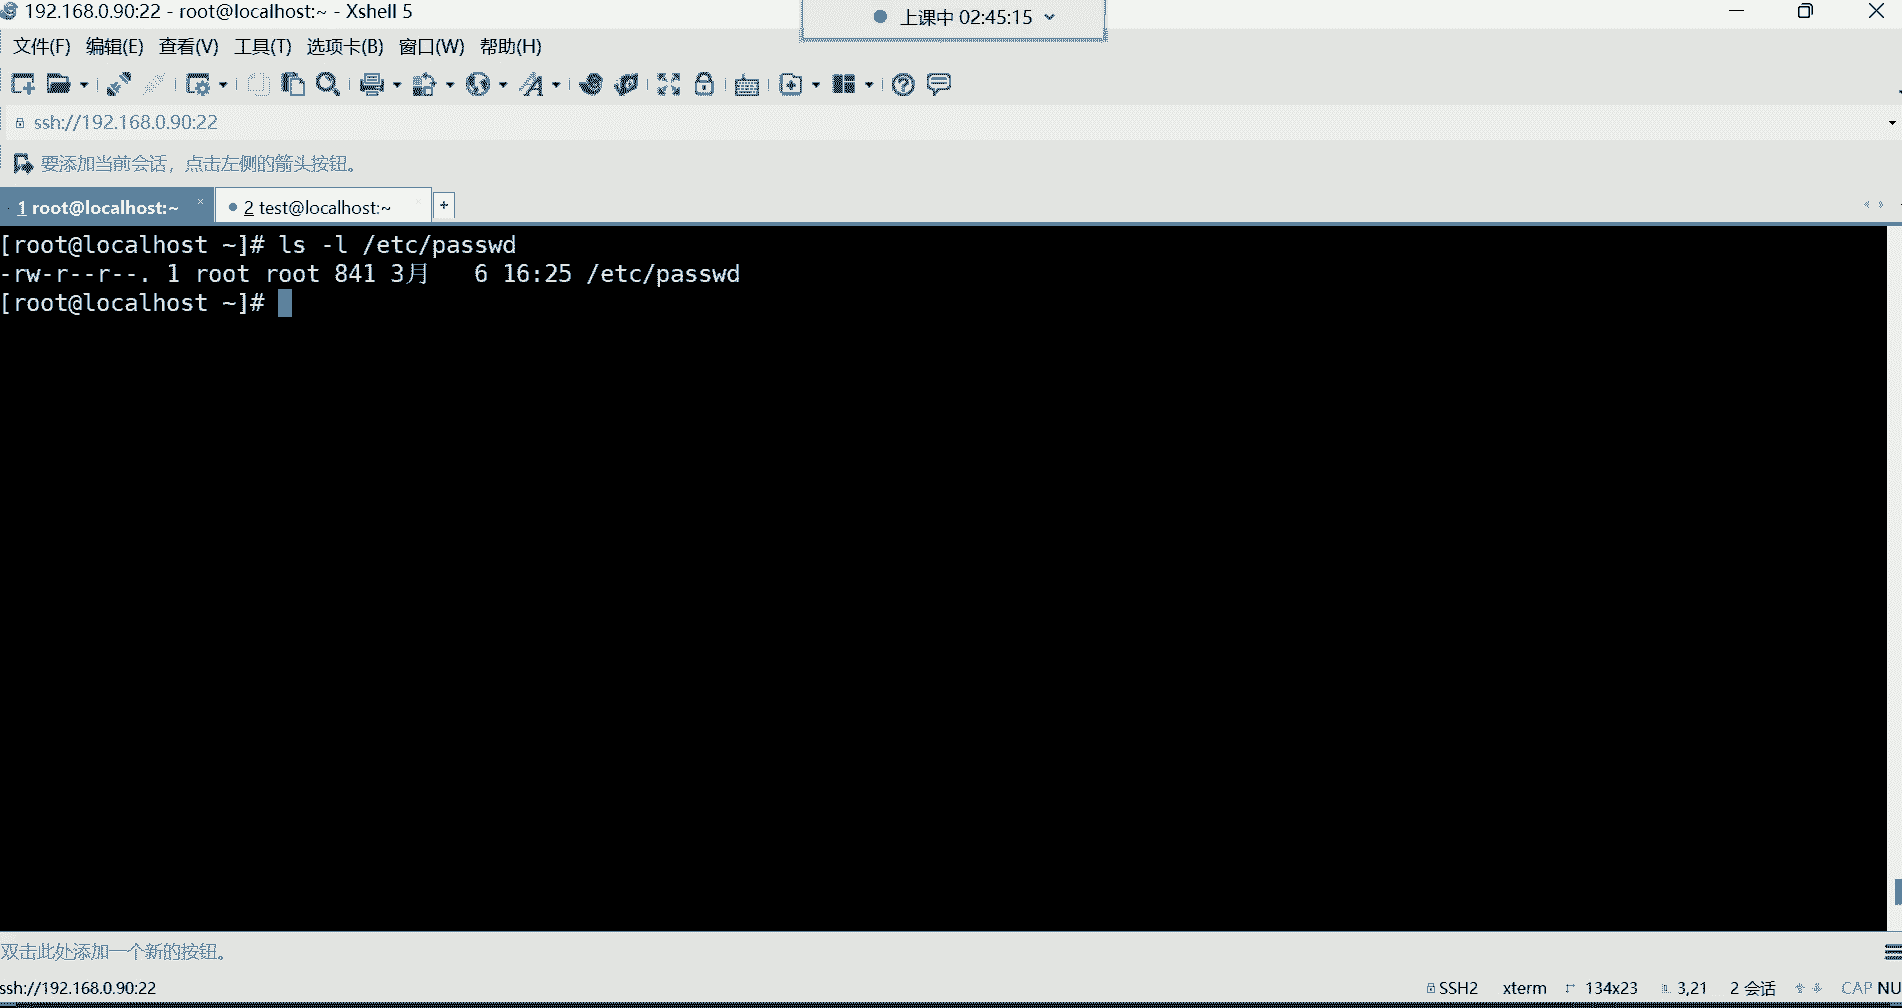 192.168.0.90:22 - root@localhost:~ - Xshell 5
上课中 02:45:15
文件(F) 编辑(E) 查看(V) 工具(T) 选项卡(B) 窗口(W) 帮助(H)
ssh://192.168.0.90:22
要添加当前会话，点击左侧的箭头按钮。
1 root@localhost:~ × 2 test@localhost:~ +
[root@localhost ~]# ls -l /etc/passwd
-rw-r--r--. 1 root root 841 3月   6 16:25 /etc/passwd
[root@localhost ~]#
双击此处添加一个新的按钮。
ssh://192.168.0.90:22 SSH2 xterm 134x23 3,21 2 会话 CAP NU